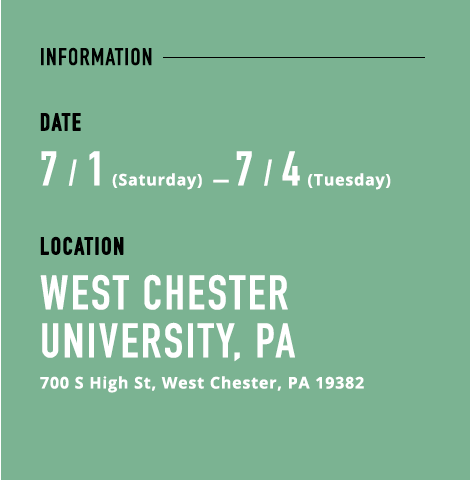 INFORMATION
DATE
7 / 1 (Saturday) — 7 / 4 (Tuesday)
LOCATION
WEST CHESTER
UNIVERSITY, PA
700 S High St, West Chester, PA 19382